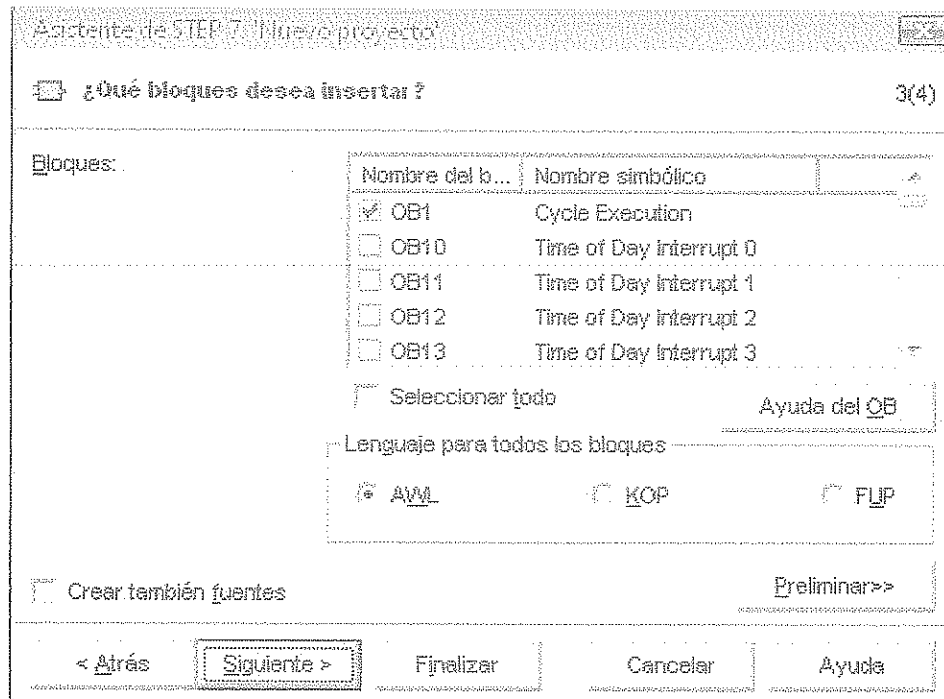 Asistente de STEP 7: 'Nuevo proyecto'
¿Qué bloques desea insertar?
3(4)
Bloques:
Nombre del b... Nombre simbólico
OB1 Cycle Execution
OB10 Time of Day Interrupt 0
OB11 Time of Day Interrupt 1
OB12 Time of Day Interrupt 2
OB13 Time of Day Interrupt 3
Seleccionar todo
Ayuda del OB
Lenguaje para todos los bloques
AWL KOP FUP
Crear también fuentes
Preliminar>>
< Atrás Siguiente > Finalizar Cancelar Ayuda